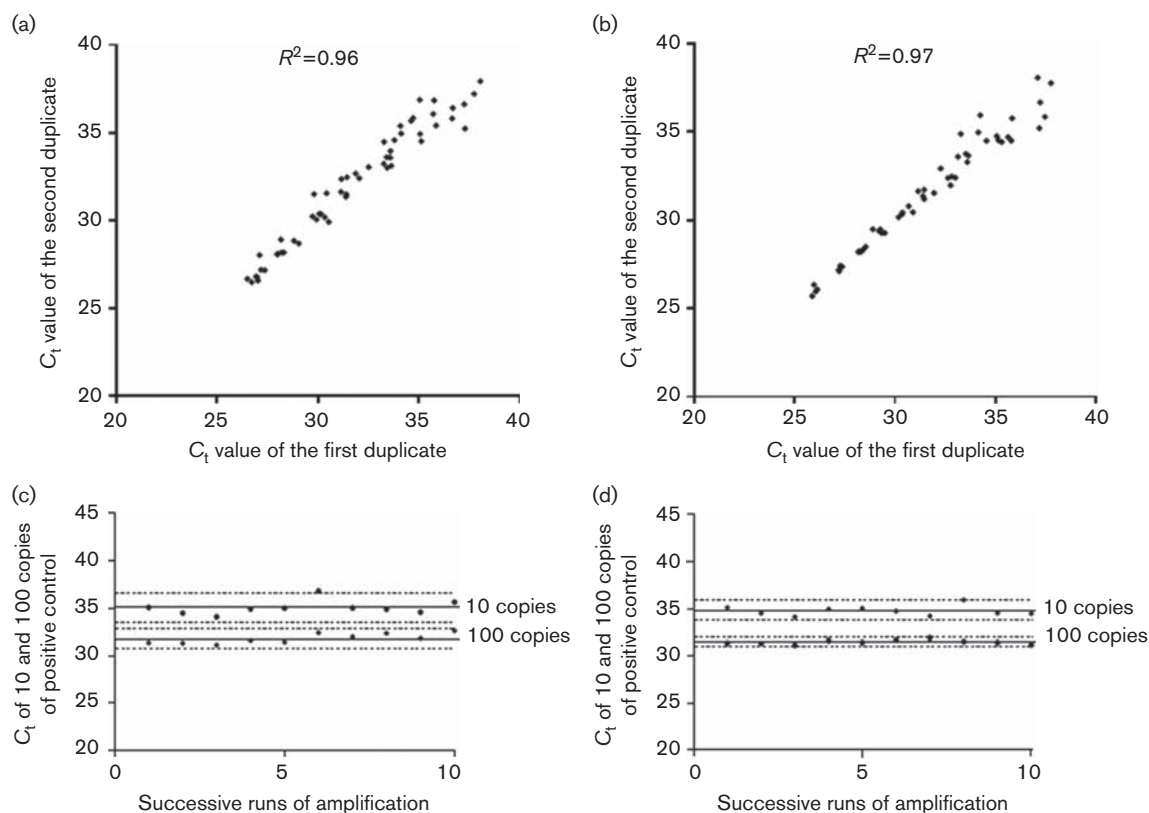 (a)
40
35
30
25
20
R²=0.96
Cₜ value of the second duplicate
20
25
30
35
40
Cₜ value of the first duplicate
(b)
40
35
30
25
20
R²=0.97
Cₜ value of the second duplicate
20
25
30
35
40
Cₜ value of the first duplicate
(c)
45
40
35
30
25
20
Cₜ of 10 and 100 copies
of positive control
10 copies
100 copies
0
5
10
Successive runs of amplification
(d)
45
40
35
30
25
20
Cₜ of 10 and 100 copies
of positive control
10 copies
100 copies
0
5
10
Successive runs of amplification